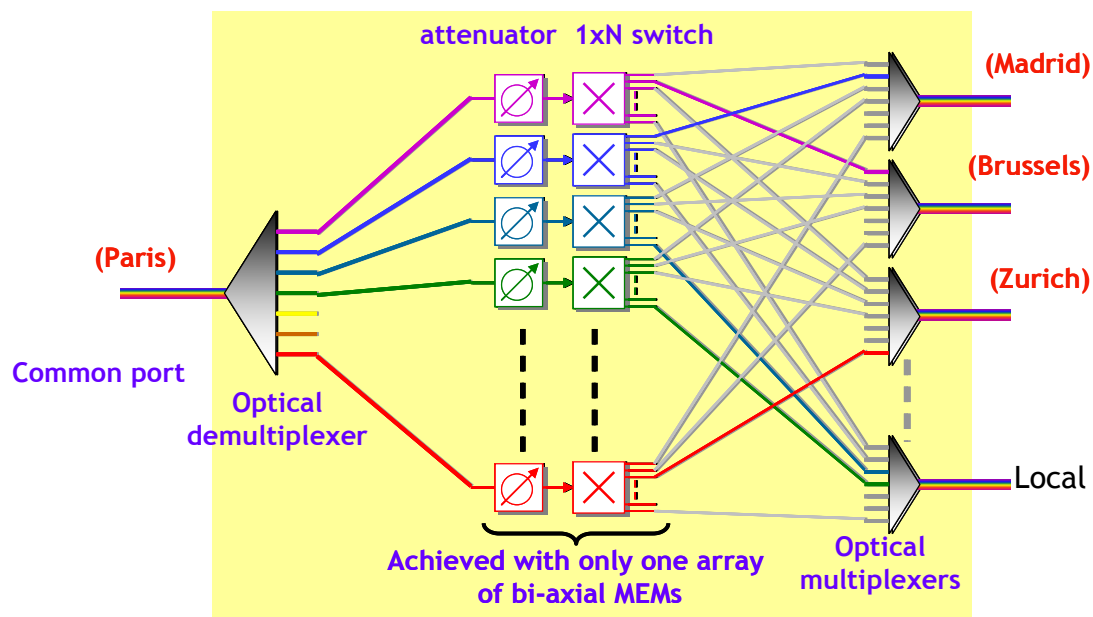 attenuator 1xN switch
(Madrid)
(Brussels)
(Paris)
(Zurich)
Common port
Optical
demultiplexer
Local
Achieved with only one array
of bi-axial MEMs
Optical
multiplexers